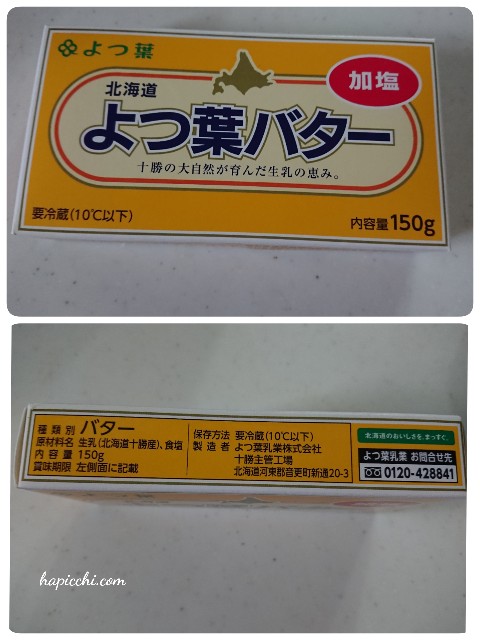 よつ葉
加塩
北海道
よつ葉バター
十勝の大自然が育んだ生乳の恵み。
要冷蔵(10℃以下)
内容量150g
種類別 バター
原材料名 生乳(北海道十勝産)、食塩
内容量 150g
賞味期限 左側面に記載
保存方法 要冷蔵(10℃以下)
製造者 よつ葉乳業株式会社
十勝主管工場
北海道河東郡音更町新通20-3
北海道のおいしさを、まっすぐ。
よつ葉乳業 お問合せ先
0120-428841
hapicchi.com